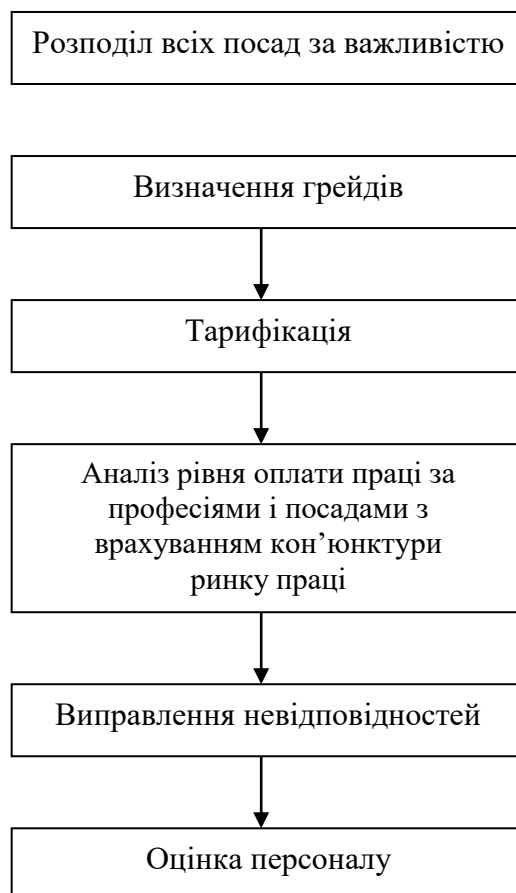 Розподіл всіх посад за важливістю
Визначення грейдів
Тарифікація
Аналіз рівня оплати праці за
професіями і посадами з
врахуванням кон’юнктури
ринку праці
Виправлення невідповідностей
Оцінка персоналу